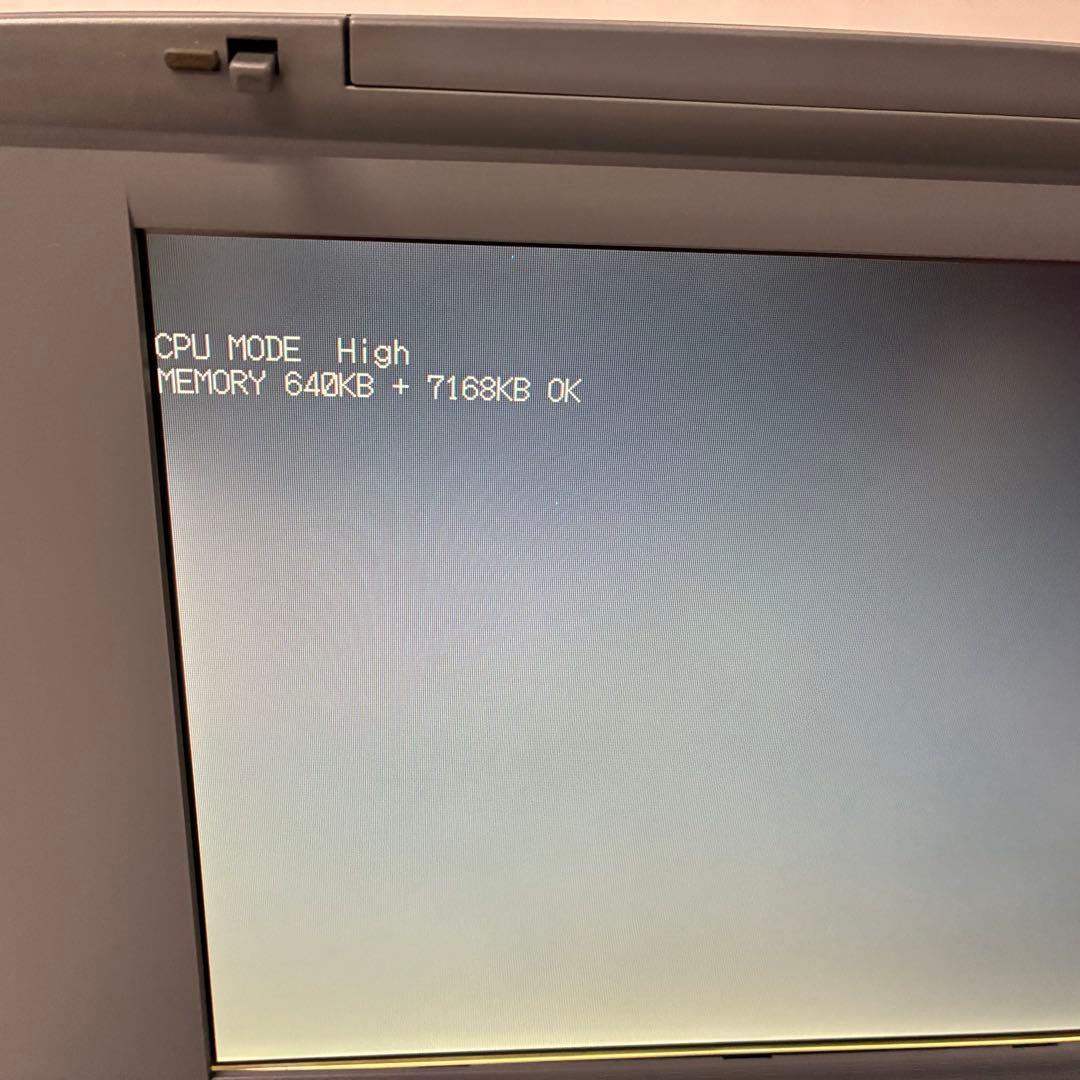 CPU MODE  High
MEMORY 640KB + 7168KB OK